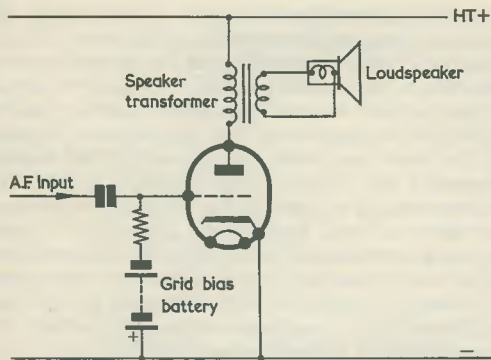 HT+
Speaker
transformer
Loudspeaker
A.F. Input
Grid bias
battery
+
−